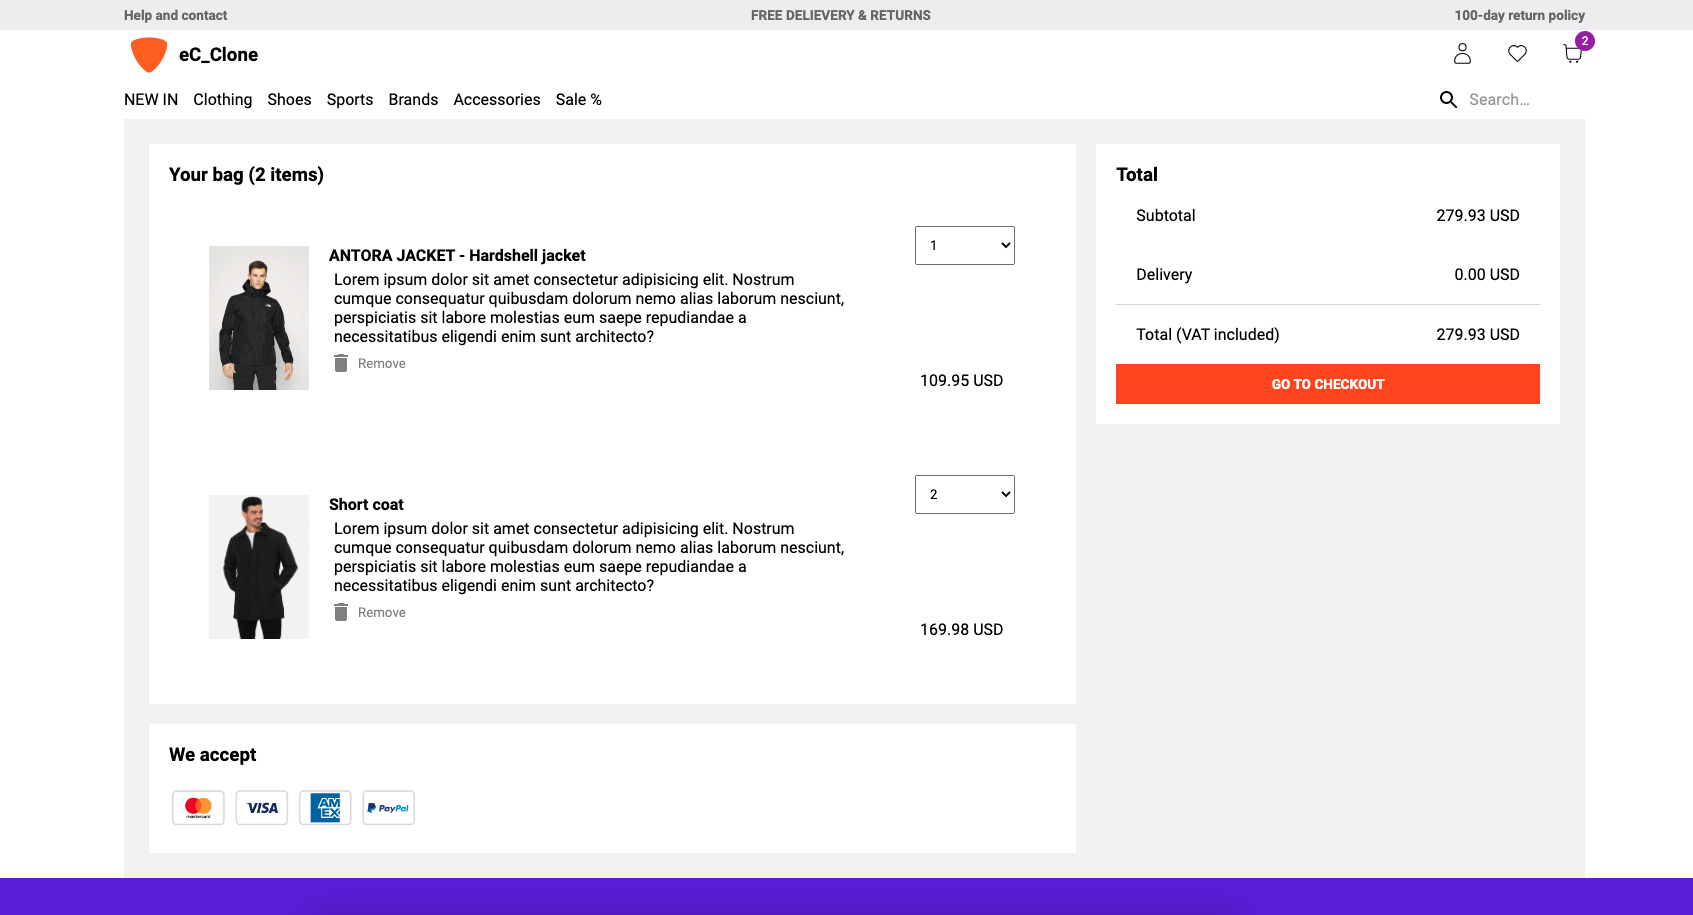 Help and contact
FREE DELIEVERY & RETURNS
100-day return policy
eC_Clone
2
NEW IN Clothing Shoes Sports Brands Accessories Sale %
Search...
Your bag (2 items)
ANTORA JACKET - Hardshell jacket
Lorem ipsum dolor sit amet consectetur adipisicing elit. Nostrum
cumque consequatur quibusdam dolorum nemo alias laborum nesciunt,
perspiciatis sit labore molestias eum saepe repudiandae a
necessitatibus eligendi enim sunt architecto?
Remove
1
109.95 USD
Short coat
Lorem ipsum dolor sit amet consectetur adipisicing elit. Nostrum
cumque consequatur quibusdam dolorum nemo alias laborum nesciunt,
perspiciatis sit labore molestias eum saepe repudiandae a
necessitatibus eligendi enim sunt architecto?
Remove
2
169.98 USD
We accept
mastercard
VISA
AM
EX
PayPal
Total
Subtotal 279.93 USD
Delivery 0.00 USD
Total (VAT included) 279.93 USD
GO TO CHECKOUT